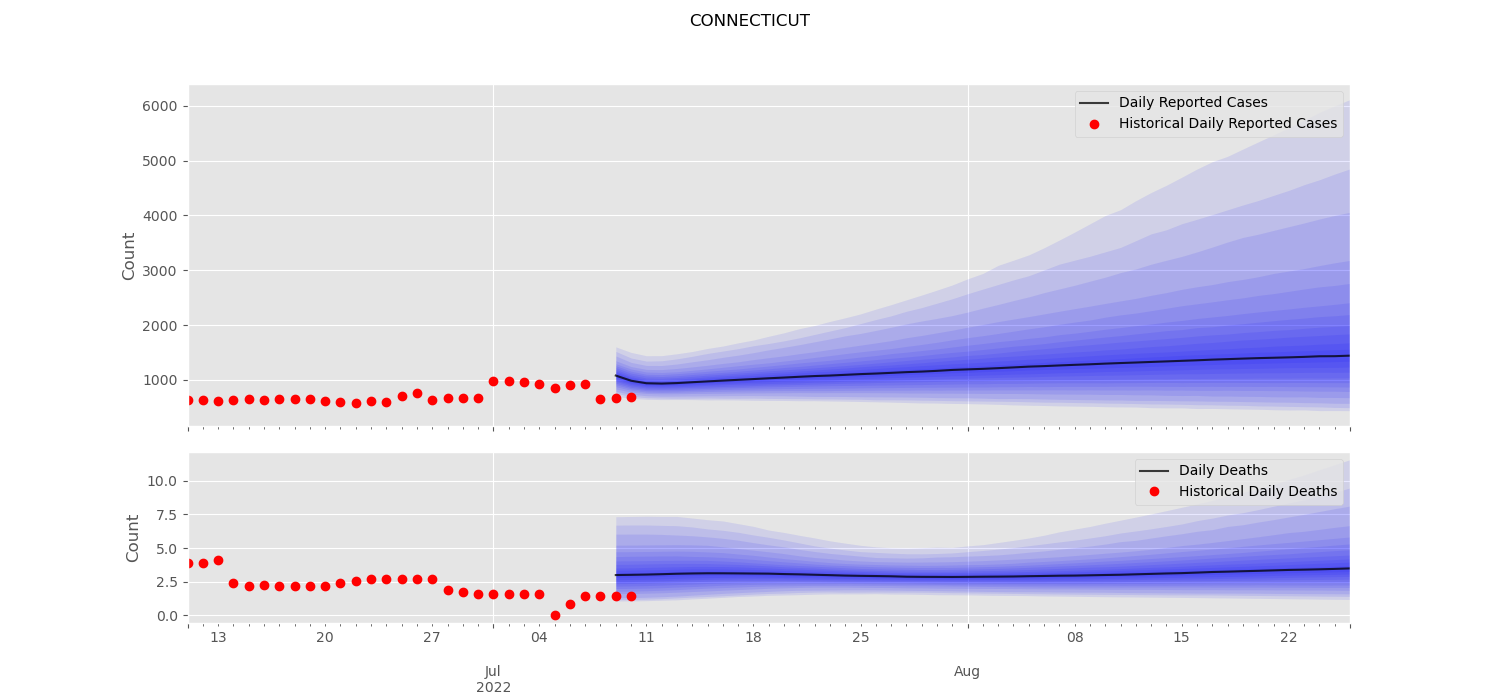 CONNECTICUT
Daily Reported Cases
Historical Daily Reported Cases
Count
6000
5000
4000
3000
2000
1000
Daily Deaths
Historical Daily Deaths
Count
10.0
7.5
5.0
2.5
0.0
13 20 27 04 11 18 25 08 15 22
Jul Aug
2022